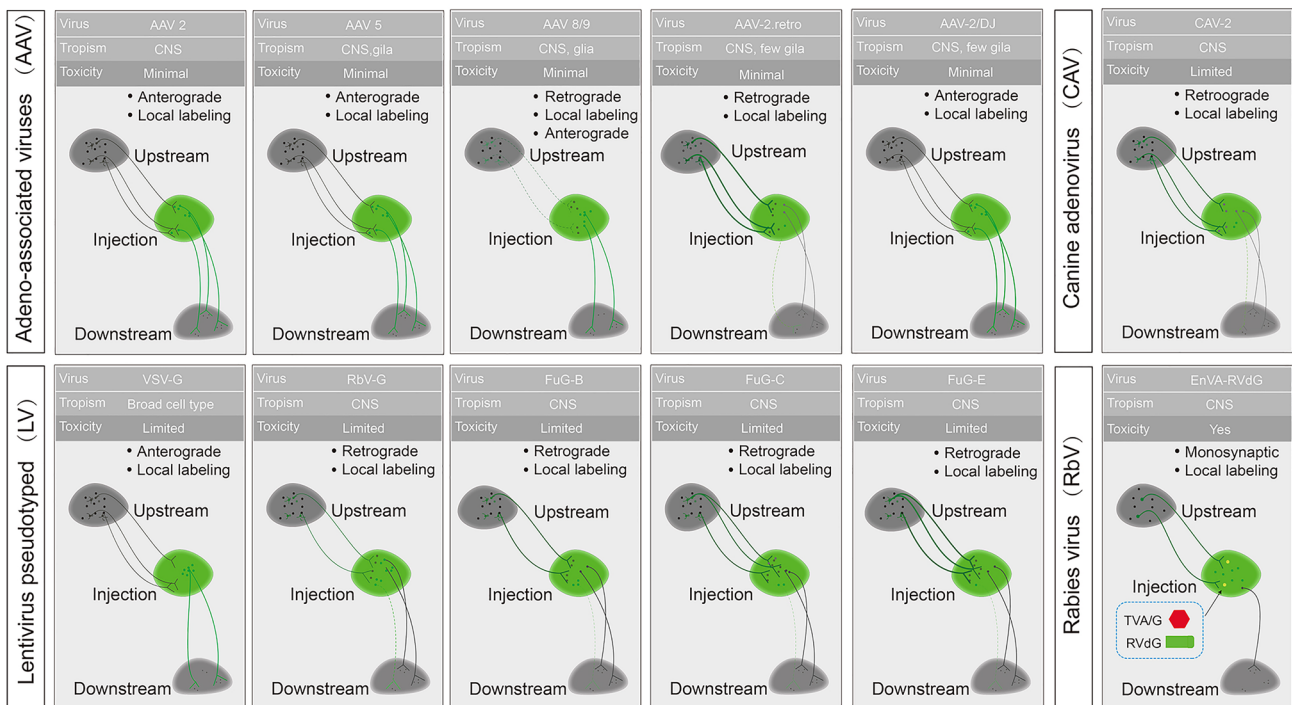 Adeno-associated viruses （AAV）
Virus AAV 2
Tropism CNS
Toxicity Minimal
• Anterograde
• Local labeling
Upstream
Injection
Downstream
Virus AAV 5
Tropism CNS,gila
Toxicity Minimal
• Anterograde
• Local labeling
Upstream
Injection
Downstream
Virus AAV 8/9
Tropism CNS, glia
Toxicity Minimal
• Retrograde
• Local labeling
• Anterograde
Upstream
Injection
Downstream
Virus AAV-2.retro
Tropism CNS, few gila
Toxicity Minimal
• Retrograde
• Local labeling
Upstream
Injection
Downstream
Virus AAV-2/DJ
Tropism CNS, few gila
Toxicity Minimal
• Anterograde
• Local labeling
Upstream
Injection
Downstream
Canine adenovirus （CAV）
Virus CAV-2
Tropism CNS
Toxicity Limited
• Retroograde
• Local labeling
Upstream
Injection
Downstream
Lentivirus pseudotyped （LV）
Virus VSV-G
Tropism Broad cell type
Toxicity Limited
• Anterograde
• Local labeling
Upstream
Injection
Downstream
Virus RbV-G
Tropism CNS
Toxicity Limited
• Retrograde
• Local labeling
Upstream
Injection
Downstream
Virus FuG-B
Tropism CNS
Toxicity Limited
• Retrograde
• Local labeling
Upstream
Injection
Downstream
Virus FuG-C
Tropism CNS
Toxicity Limited
• Retrograde
• Local labeling
Upstream
Injection
Downstream
Virus FuG-E
Tropism CNS
Toxicity Limited
• Retrograde
• Local labeling
Upstream
Injection
Downstream
Rabies virus （RbV）
Virus EnVA-RVdG
Tropism CNS
Toxicity Yes
• Monosynaptic
• Local labeling
Upstream
Injection
TVA/G
RVdG
Downstream